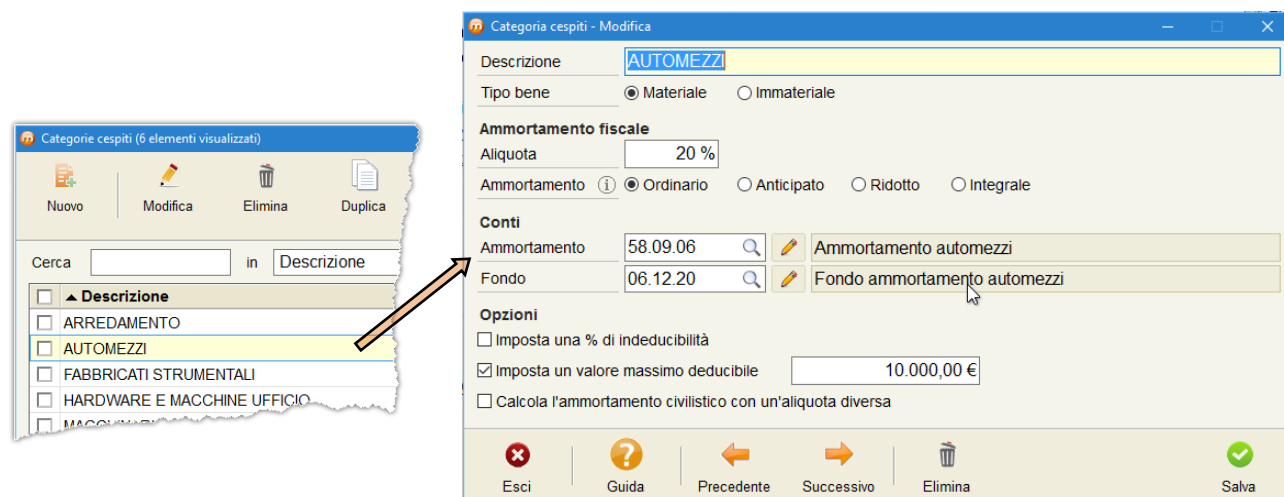 Categorie cespiti (6 elementi visualizzati)
Nuovo Modifica Elimina Duplica
Cerca in Descrizione
Descrizione
ARREDAMENTO
AUTOMEZZI
FABBRICATI STRUMENTALI
HARDWARE E MACCHINE UFFICIO
Categoria cespiti - Modifica
Descrizione AUTOMEZZI
Tipo bene Materiale Immateriale
Ammortamento fiscale
Aliquota 20 %
Ammortamento Ordinario Anticipato Ridotto Integrale
Conti
Ammortamento 58.09.06 Ammortamento automezzi
Fondo 06.12.20 Fondo ammortamento automezzi
Opzioni
Imposta una % di indeducibilità
Imposta un valore massimo deducibile 10.000,00 €
Calcola l'ammortamento civilistico con un'aliquota diversa
Esci Guida Precedente Successivo Elimina Salva